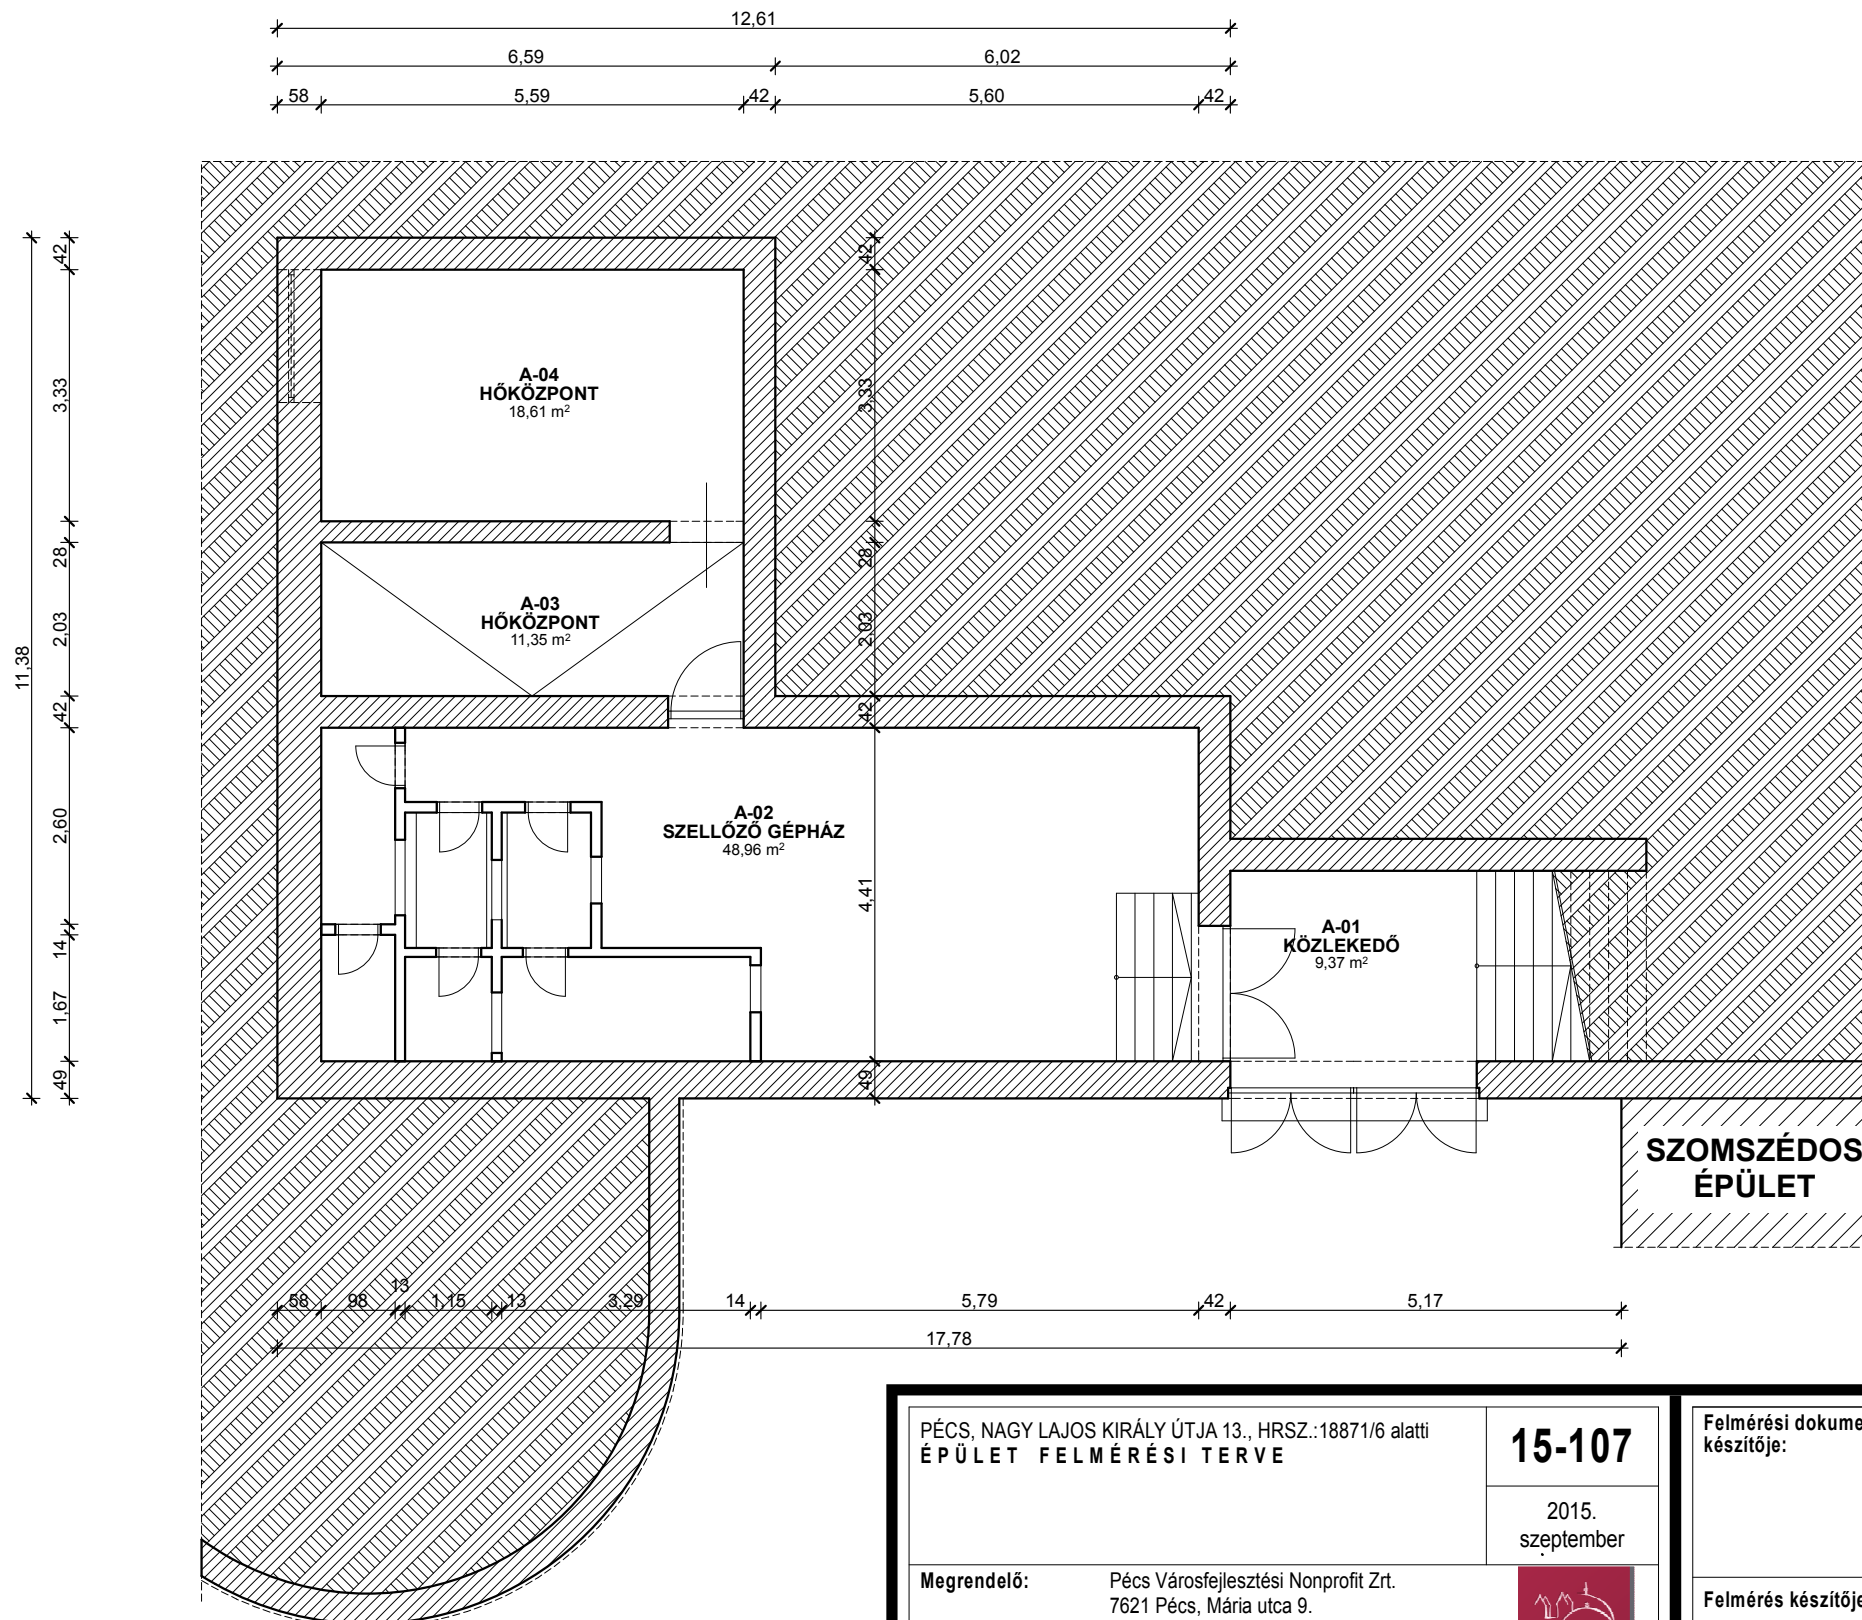 12,61
6,59
6,02
58
5,59
42
5,60
42
42
3,33
28
2,03
42
2,60
14
1,67
49
11,38
42
3,33
28
2,03
42
4,41
49
A-04
HŐKÖZPONT
18,61 m²
A-03
HŐKÖZPONT
11,35 m²
A-02
SZELLŐZŐ GÉPHÁZ
48,96 m²
A-01
KÖZLEKEDŐ
9,37 m²
SZOMSZÉDOS
ÉPÜLET
58
98
13
1,15
13
3,29
14
5,79
42
5,17
17,78
PÉCS, NAGY LAJOS KIRÁLY ÚTJA 13., HRSZ.:18871/6 alatti
ÉPÜLET FELMÉRÉSI TERVE
15-107
2015.
szeptember
Megrendelő:
Pécs Városfejlesztési Nonprofit Zrt.
7621 Pécs, Mária utca 9.
Felmérési dokume
készítője:
Felmérés készítője